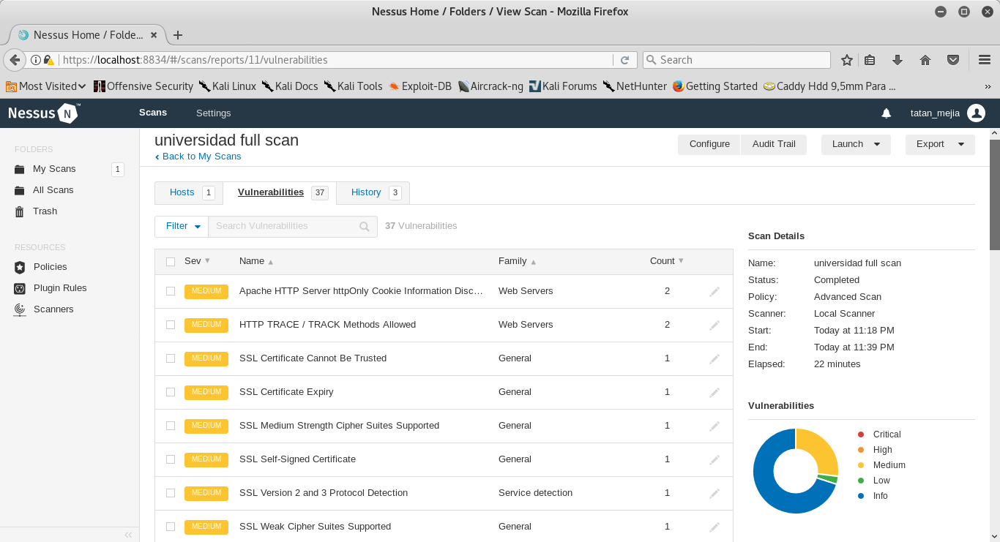 Nessus Home / Folders / View Scan - Mozilla Firefox
Nessus Home / Folde...
https://localhost:8834/#/scans/reports/11/vulnerabilities
Search
Most Visited Offensive Security Kali Linux Kali Docs Kali Tools Exploit-DB Aircrack-ng Kali Forums NetHunter Getting Started Caddy Hdd 9,5mm Para ... »
Nessus N ™ Scans Settings tatan_mejia
FOLDERS
My Scans 1
All Scans
Trash
RESOURCES
Policies
Plugin Rules
Scanners
universidad full scan
Back to My Scans
Configure Audit Trail Launch Export
Hosts 1 Vulnerabilities 37 History 3
Filter Search Vulnerabilities 37 Vulnerabilities
Sev Name Family Count
MEDIUM Apache HTTP Server httpOnly Cookie Information Disc... Web Servers 2
MEDIUM HTTP TRACE / TRACK Methods Allowed Web Servers 2
MEDIUM SSL Certificate Cannot Be Trusted General 1
MEDIUM SSL Certificate Expiry General 1
MEDIUM SSL Medium Strength Cipher Suites Supported General 1
MEDIUM SSL Self-Signed Certificate General 1
MEDIUM SSL Version 2 and 3 Protocol Detection Service detection 1
MEDIUM SSL Weak Cipher Suites Supported General 1
Scan Details
Name: universidad full scan
Status: Completed
Policy: Advanced Scan
Scanner: Local Scanner
Start: Today at 11:18 PM
End: Today at 11:39 PM
Elapsed: 22 minutes
Vulnerabilities
Critical
High
Medium
Low
Info